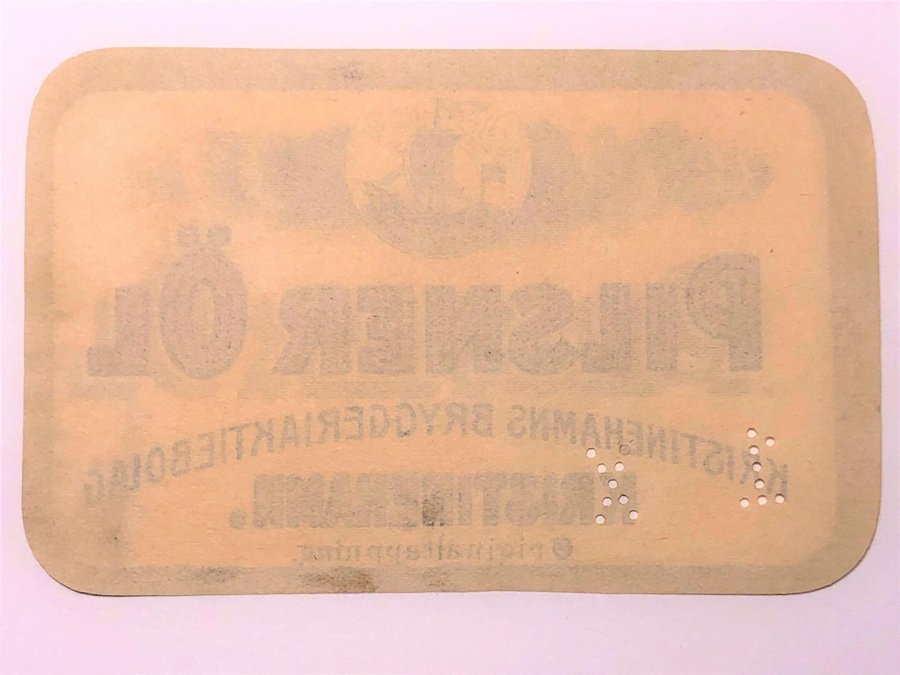 PILSNER ÖL
KRISTINEHAMNS BRYGGERIAKTIEBOLAG
KRISTINEHAMN.
Originaltappning.